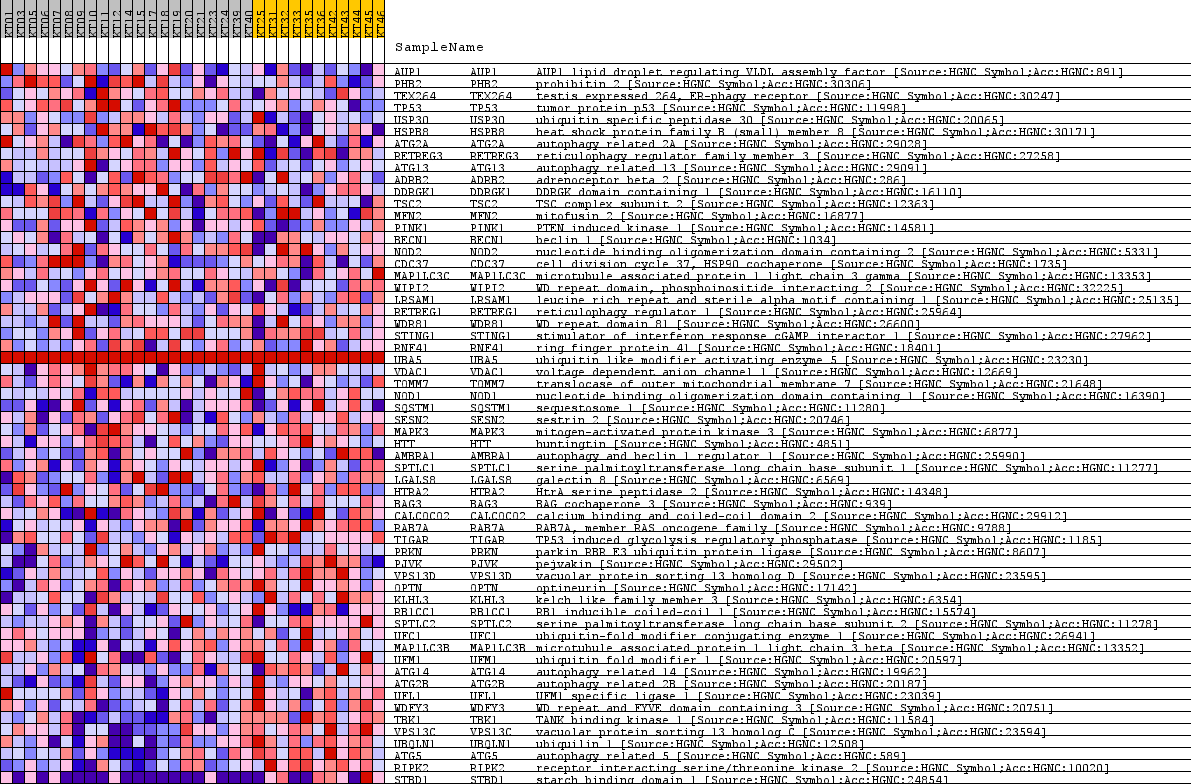 KT01 KT03 KT05 KT06 KT07 KT08 KT09 KT10 KT11 KT12 KT14 KT15 KT17 KT18 KT19 KT20 KT21 KT23 KT24 KT39 KT40 KT25 KT31 KT32 KT33 KT35 KT36 KT42 KT43 KT44 KT45 KT46
SampleName
AUP1 AUP1 AUP1 lipid droplet regulating VLDL assembly factor [Source:HGNC Symbol;Acc:HGNC:891]
PHB2 PHB2 prohibitin 2 [Source:HGNC Symbol;Acc:HGNC:30306]
TEX264 TEX264 testis expressed 264, ER-phagy receptor [Source:HGNC Symbol;Acc:HGNC:30247]
TP53 TP53 tumor protein p53 [Source:HGNC Symbol;Acc:HGNC:11998]
USP30 USP30 ubiquitin specific peptidase 30 [Source:HGNC Symbol;Acc:HGNC:20065]
HSPB8 HSPB8 heat shock protein family B (small) member 8 [Source:HGNC Symbol;Acc:HGNC:30171]
ATG2A ATG2A autophagy related 2A [Source:HGNC Symbol;Acc:HGNC:29028]
RETREG3 RETREG3 reticulophagy regulator family member 3 [Source:HGNC Symbol;Acc:HGNC:27258]
ATG13 ATG13 autophagy related 13 [Source:HGNC Symbol;Acc:HGNC:29091]
ADRB2 ADRB2 adrenoceptor beta 2 [Source:HGNC Symbol;Acc:HGNC:286]
DDRGK1 DDRGK1 DDRGK domain containing 1 [Source:HGNC Symbol;Acc:HGNC:16110]
TSC2 TSC2 TSC complex subunit 2 [Source:HGNC Symbol;Acc:HGNC:12363]
MFN2 MFN2 mitofusin 2 [Source:HGNC Symbol;Acc:HGNC:16877]
PINK1 PINK1 PTEN induced kinase 1 [Source:HGNC Symbol;Acc:HGNC:14581]
BECN1 BECN1 beclin 1 [Source:HGNC Symbol;Acc:HGNC:1034]
NOD2 NOD2 nucleotide binding oligomerization domain containing 2 [Source:HGNC Symbol;Acc:HGNC:5331]
CDC37 CDC37 cell division cycle 37, HSP90 cochaperone [Source:HGNC Symbol;Acc:HGNC:1735]
MAP1LC3C MAP1LC3C microtubule associated protein 1 light chain 3 gamma [Source:HGNC Symbol;Acc:HGNC:13353]
WIPI2 WIPI2 WD repeat domain, phosphoinositide interacting 2 [Source:HGNC Symbol;Acc:HGNC:32225]
LRSAM1 LRSAM1 leucine rich repeat and sterile alpha motif containing 1 [Source:HGNC Symbol;Acc:HGNC:25135]
RETREG1 RETREG1 reticulophagy regulator 1 [Source:HGNC Symbol;Acc:HGNC:25964]
WDR81 WDR81 WD repeat domain 81 [Source:HGNC Symbol;Acc:HGNC:26600]
STING1 STING1 stimulator of interferon response cGAMP interactor 1 [Source:HGNC Symbol;Acc:HGNC:27962]
RNF41 RNF41 ring finger protein 41 [Source:HGNC Symbol;Acc:HGNC:18401]
UBA5 UBA5 ubiquitin like modifier activating enzyme 5 [Source:HGNC Symbol;Acc:HGNC:23230]
VDAC1 VDAC1 voltage dependent anion channel 1 [Source:HGNC Symbol;Acc:HGNC:12669]
TOMM7 TOMM7 translocase of outer mitochondrial membrane 7 [Source:HGNC Symbol;Acc:HGNC:21648]
NOD1 NOD1 nucleotide binding oligomerization domain containing 1 [Source:HGNC Symbol;Acc:HGNC:16390]
SQSTM1 SQSTM1 sequestosome 1 [Source:HGNC Symbol;Acc:HGNC:11280]
SESN2 SESN2 sestrin 2 [Source:HGNC Symbol;Acc:HGNC:20746]
MAPK3 MAPK3 mitogen-activated protein kinase 3 [Source:HGNC Symbol;Acc:HGNC:6877]
HTT HTT huntingtin [Source:HGNC Symbol;Acc:HGNC:4851]
AMBRA1 AMBRA1 autophagy and beclin 1 regulator 1 [Source:HGNC Symbol;Acc:HGNC:25990]
SPTLC1 SPTLC1 serine palmitoyltransferase long chain base subunit 1 [Source:HGNC Symbol;Acc:HGNC:11277]
LGALS8 LGALS8 galectin 8 [Source:HGNC Symbol;Acc:HGNC:6569]
HTRA2 HTRA2 HtrA serine peptidase 2 [Source:HGNC Symbol;Acc:HGNC:14348]
BAG3 BAG3 BAG cochaperone 3 [Source:HGNC Symbol;Acc:HGNC:939]
CALCOCO2 CALCOCO2 calcium binding and coiled-coil domain 2 [Source:HGNC Symbol;Acc:HGNC:29912]
RAB7A RAB7A RAB7A, member RAS oncogene family [Source:HGNC Symbol;Acc:HGNC:9788]
TIGAR TIGAR TP53 induced glycolysis regulatory phosphatase [Source:HGNC Symbol;Acc:HGNC:1185]
PRKN PRKN parkin RBR E3 ubiquitin protein ligase [Source:HGNC Symbol;Acc:HGNC:8607]
PJVK PJVK pejvakin [Source:HGNC Symbol;Acc:HGNC:29502]
VPS13D VPS13D vacuolar protein sorting 13 homolog D [Source:HGNC Symbol;Acc:HGNC:23595]
OPTN OPTN optineurin [Source:HGNC Symbol;Acc:HGNC:17142]
KLHL3 KLHL3 kelch like family member 3 [Source:HGNC Symbol;Acc:HGNC:6354]
RB1CC1 RB1CC1 RB1 inducible coiled-coil 1 [Source:HGNC Symbol;Acc:HGNC:15574]
SPTLC2 SPTLC2 serine palmitoyltransferase long chain base subunit 2 [Source:HGNC Symbol;Acc:HGNC:11278]
UFC1 UFC1 ubiquitin-fold modifier conjugating enzyme 1 [Source:HGNC Symbol;Acc:HGNC:26941]
MAP1LC3B MAP1LC3B microtubule associated protein 1 light chain 3 beta [Source:HGNC Symbol;Acc:HGNC:13352]
UFM1 UFM1 ubiquitin fold modifier 1 [Source:HGNC Symbol;Acc:HGNC:20597]
ATG14 ATG14 autophagy related 14 [Source:HGNC Symbol;Acc:HGNC:19962]
ATG2B ATG2B autophagy related 2B [Source:HGNC Symbol;Acc:HGNC:20187]
UFL1 UFL1 UFM1 specific ligase 1 [Source:HGNC Symbol;Acc:HGNC:23039]
WDFY3 WDFY3 WD repeat and FYVE domain containing 3 [Source:HGNC Symbol;Acc:HGNC:20751]
TBK1 TBK1 TANK binding kinase 1 [Source:HGNC Symbol;Acc:HGNC:11584]
VPS13C VPS13C vacuolar protein sorting 13 homolog C [Source:HGNC Symbol;Acc:HGNC:23594]
UBQLN1 UBQLN1 ubiquilin 1 [Source:HGNC Symbol;Acc:HGNC:12508]
ATG5 ATG5 autophagy related 5 [Source:HGNC Symbol;Acc:HGNC:589]
RIPK2 RIPK2 receptor interacting serine/threonine kinase 2 [Source:HGNC Symbol;Acc:HGNC:10020]
STBD1 STBD1 starch binding domain 1 [Source:HGNC Symbol;Acc:HGNC:24854]